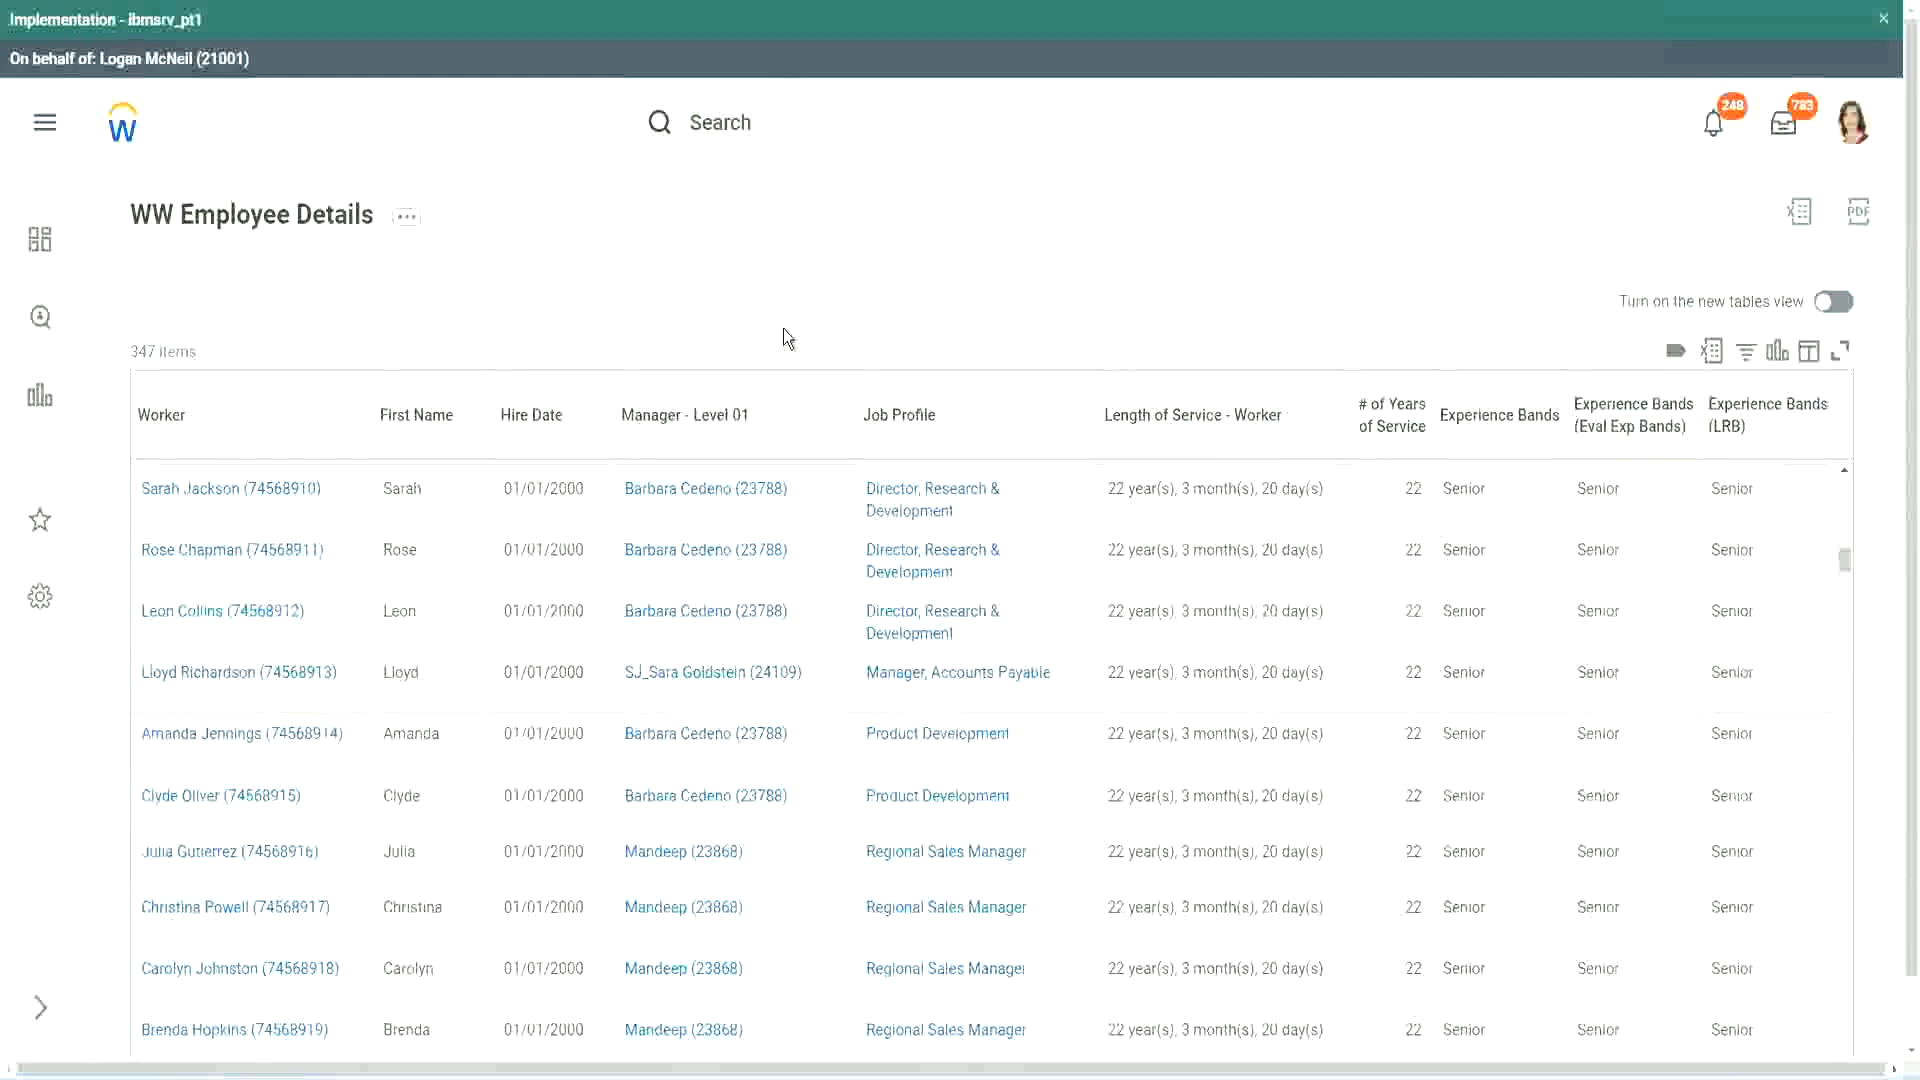 Implementation - ibmsrv_pt1
On behalf of: Logan McNeil (21001)
W
Search
248
783
WW Employee Details
PDF
Turn on the new tables view
347 items
Worker First Name Hire Date Manager - Level 01 Job Profile Length of Service - Worker # of Years of Service Experience Bands Experience Bands (Eval Exp Bands) Experience Bands (LRB)
Sarah Jackson (74568910) Sarah 01/01/2000 Barbara Cedeno (23788) Director, Research & Development 22 year(s), 3 month(s), 20 day(s) 22 Senior Senior Senior
Rose Chapman (74568911) Rose 01/01/2000 Barbara Cedeno (23788) Director, Research & Development 22 year(s), 3 month(s), 20 day(s) 22 Senior Senior Senior
Leon Collins (74568912) Leon 01/01/2000 Barbara Cedeno (23788) Director, Research & Development 22 year(s), 3 month(s), 20 day(s) 22 Senior Senior Senior
Lloyd Richardson (74568913) Lloyd 01/01/2000 SJ_Sara Goldstein (24109) Manager, Accounts Payable 22 year(s), 3 month(s), 20 day(s) 22 Senior Senior Senior
Amanda Jennings (74568914) Amanda 01/01/2000 Barbara Cedeno (23788) Product Development 22 year(s), 3 month(s), 20 day(s) 22 Senior Senior Senior
Clyde Oliver (74568915) Clyde 01/01/2000 Barbara Cedeno (23788) Product Development 22 year(s), 3 month(s), 20 day(s) 22 Senior Senior Senior
Julia Gutierrez (74568916) Julia 01/01/2000 Mandeep (23868) Regional Sales Manager 22 year(s), 3 month(s), 20 day(s) 22 Senior Senior Senior
Christina Powell (74568917) Christina 01/01/2000 Mandeep (23868) Regional Sales Manager 22 year(s), 3 month(s), 20 day(s) 22 Senior Senior Senior
Carolyn Johnston (74568918) Carolyn 01/01/2000 Mandeep (23868) Regional Sales Manager 22 year(s), 3 month(s), 20 day(s) 22 Senior Senior Senior
Brenda Hopkins (74568919) Brenda 01/01/2000 Mandeep (23868) Regional Sales Manager 22 year(s), 3 month(s), 20 day(s) 22 Senior Senior Senior